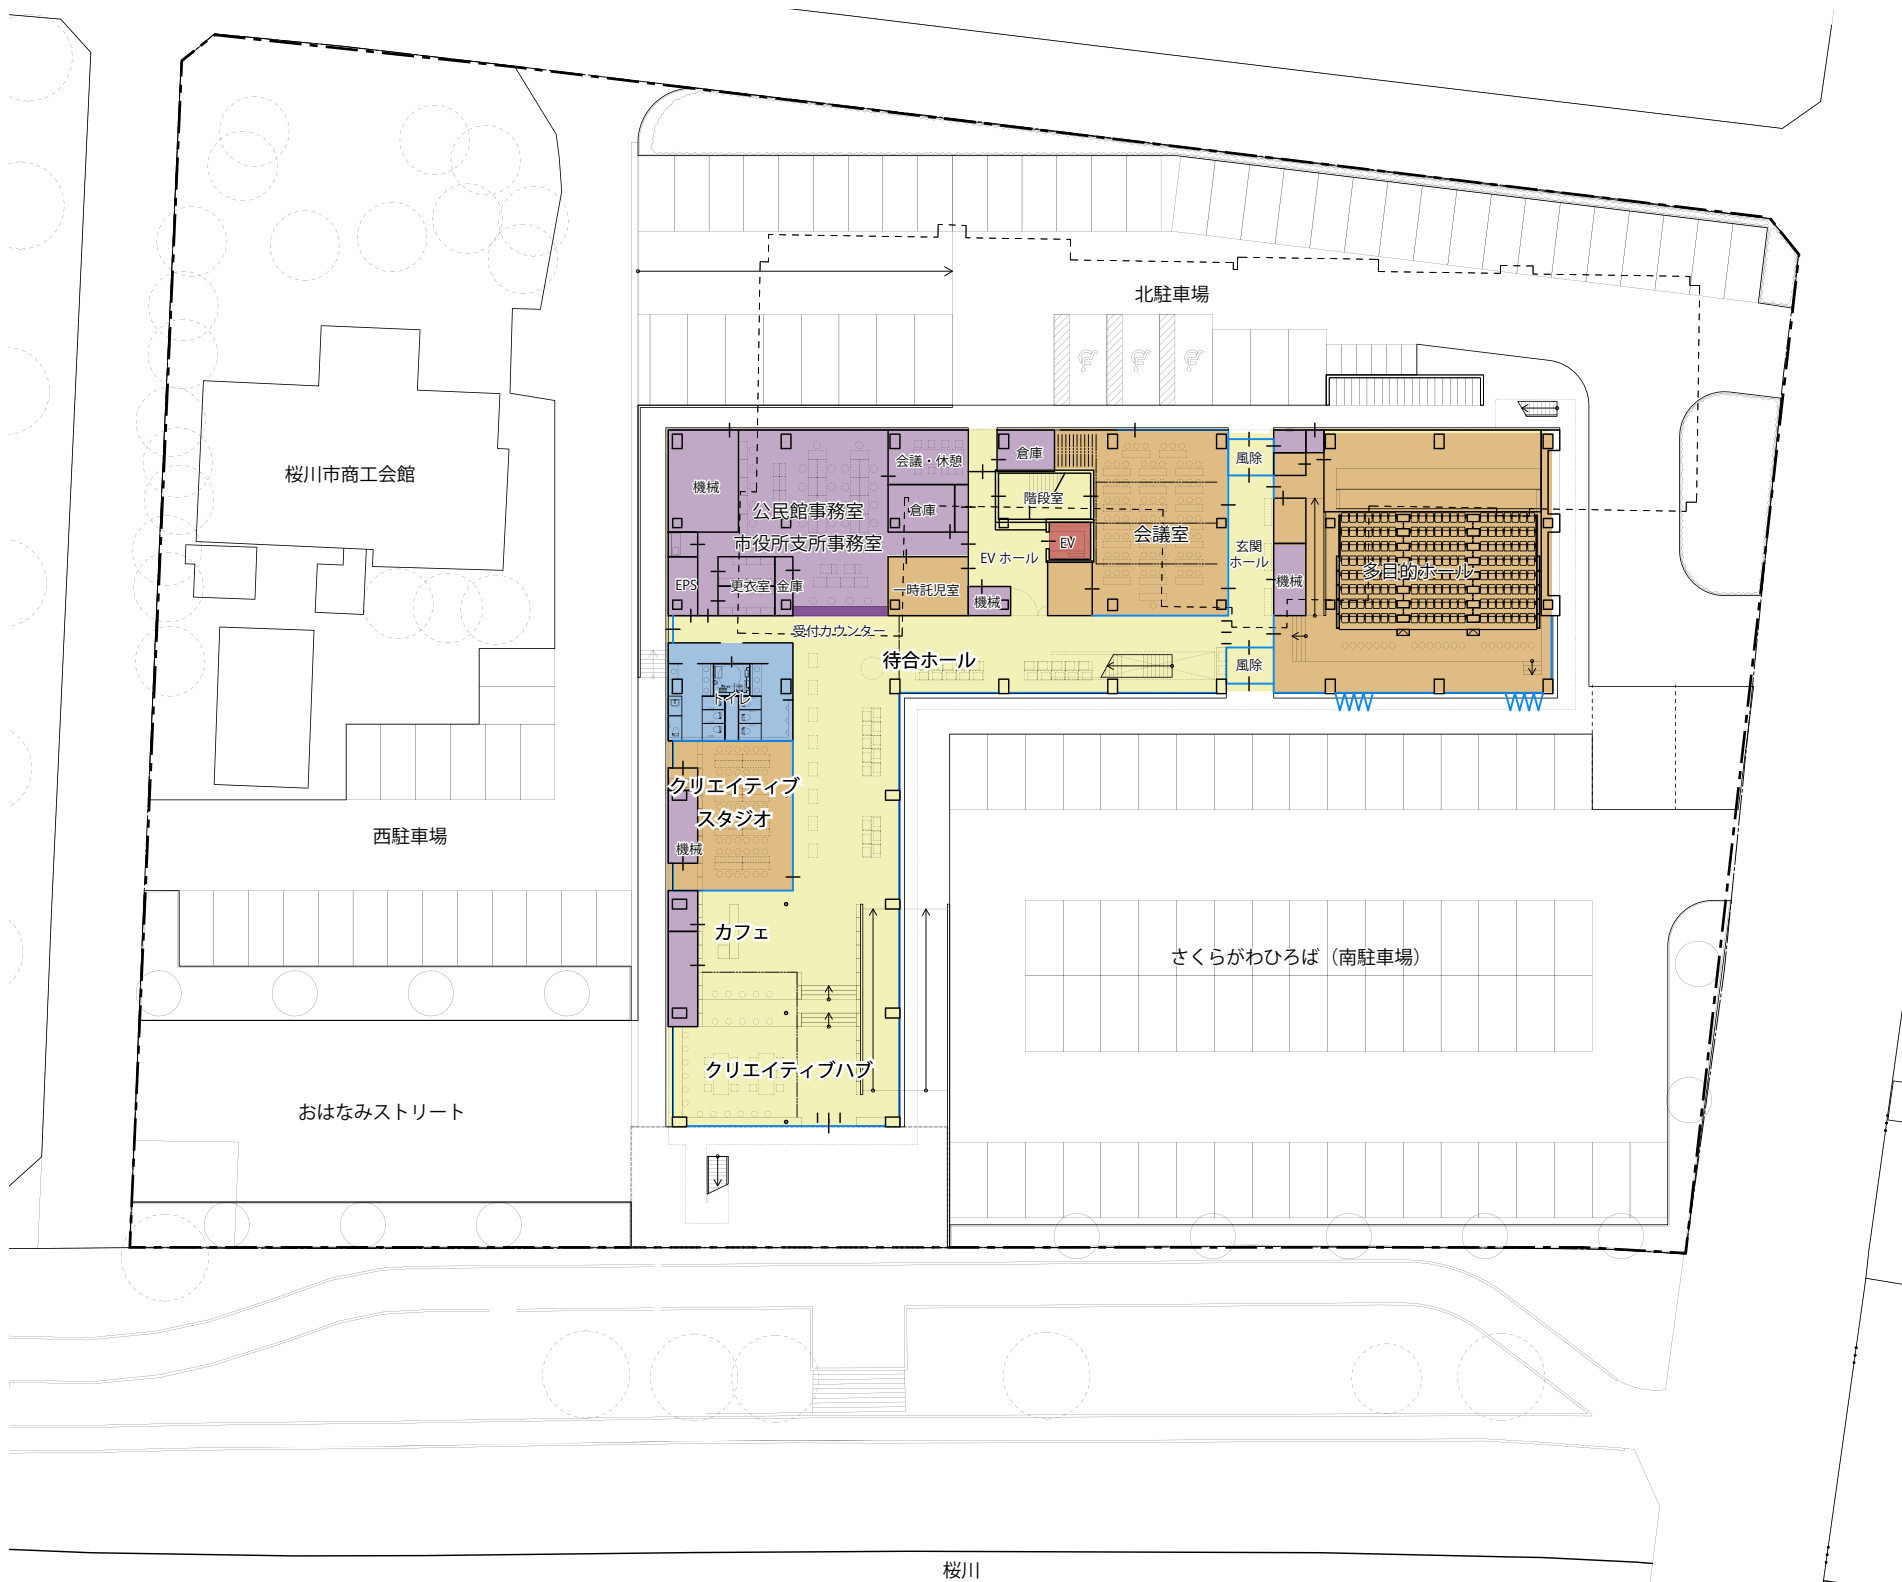 北駐車場
桜川市商工会館
機械
公民館事務室
市役所支所事務室
会議・休憩
倉庫
倉庫
階段室
EV
EV ホール
会議室
風除
玄関
ホール
機械
多目的ホール
EPS
更衣室
金庫
一時託児室
機械
受付カウンター
待合ホール
風除
トイレ
クリエイティブ
スタジオ
機械
西駐車場
カフェ
さくらがわひろば（南駐車場）
クリエイティブハブ
おはなみストリート
桜川